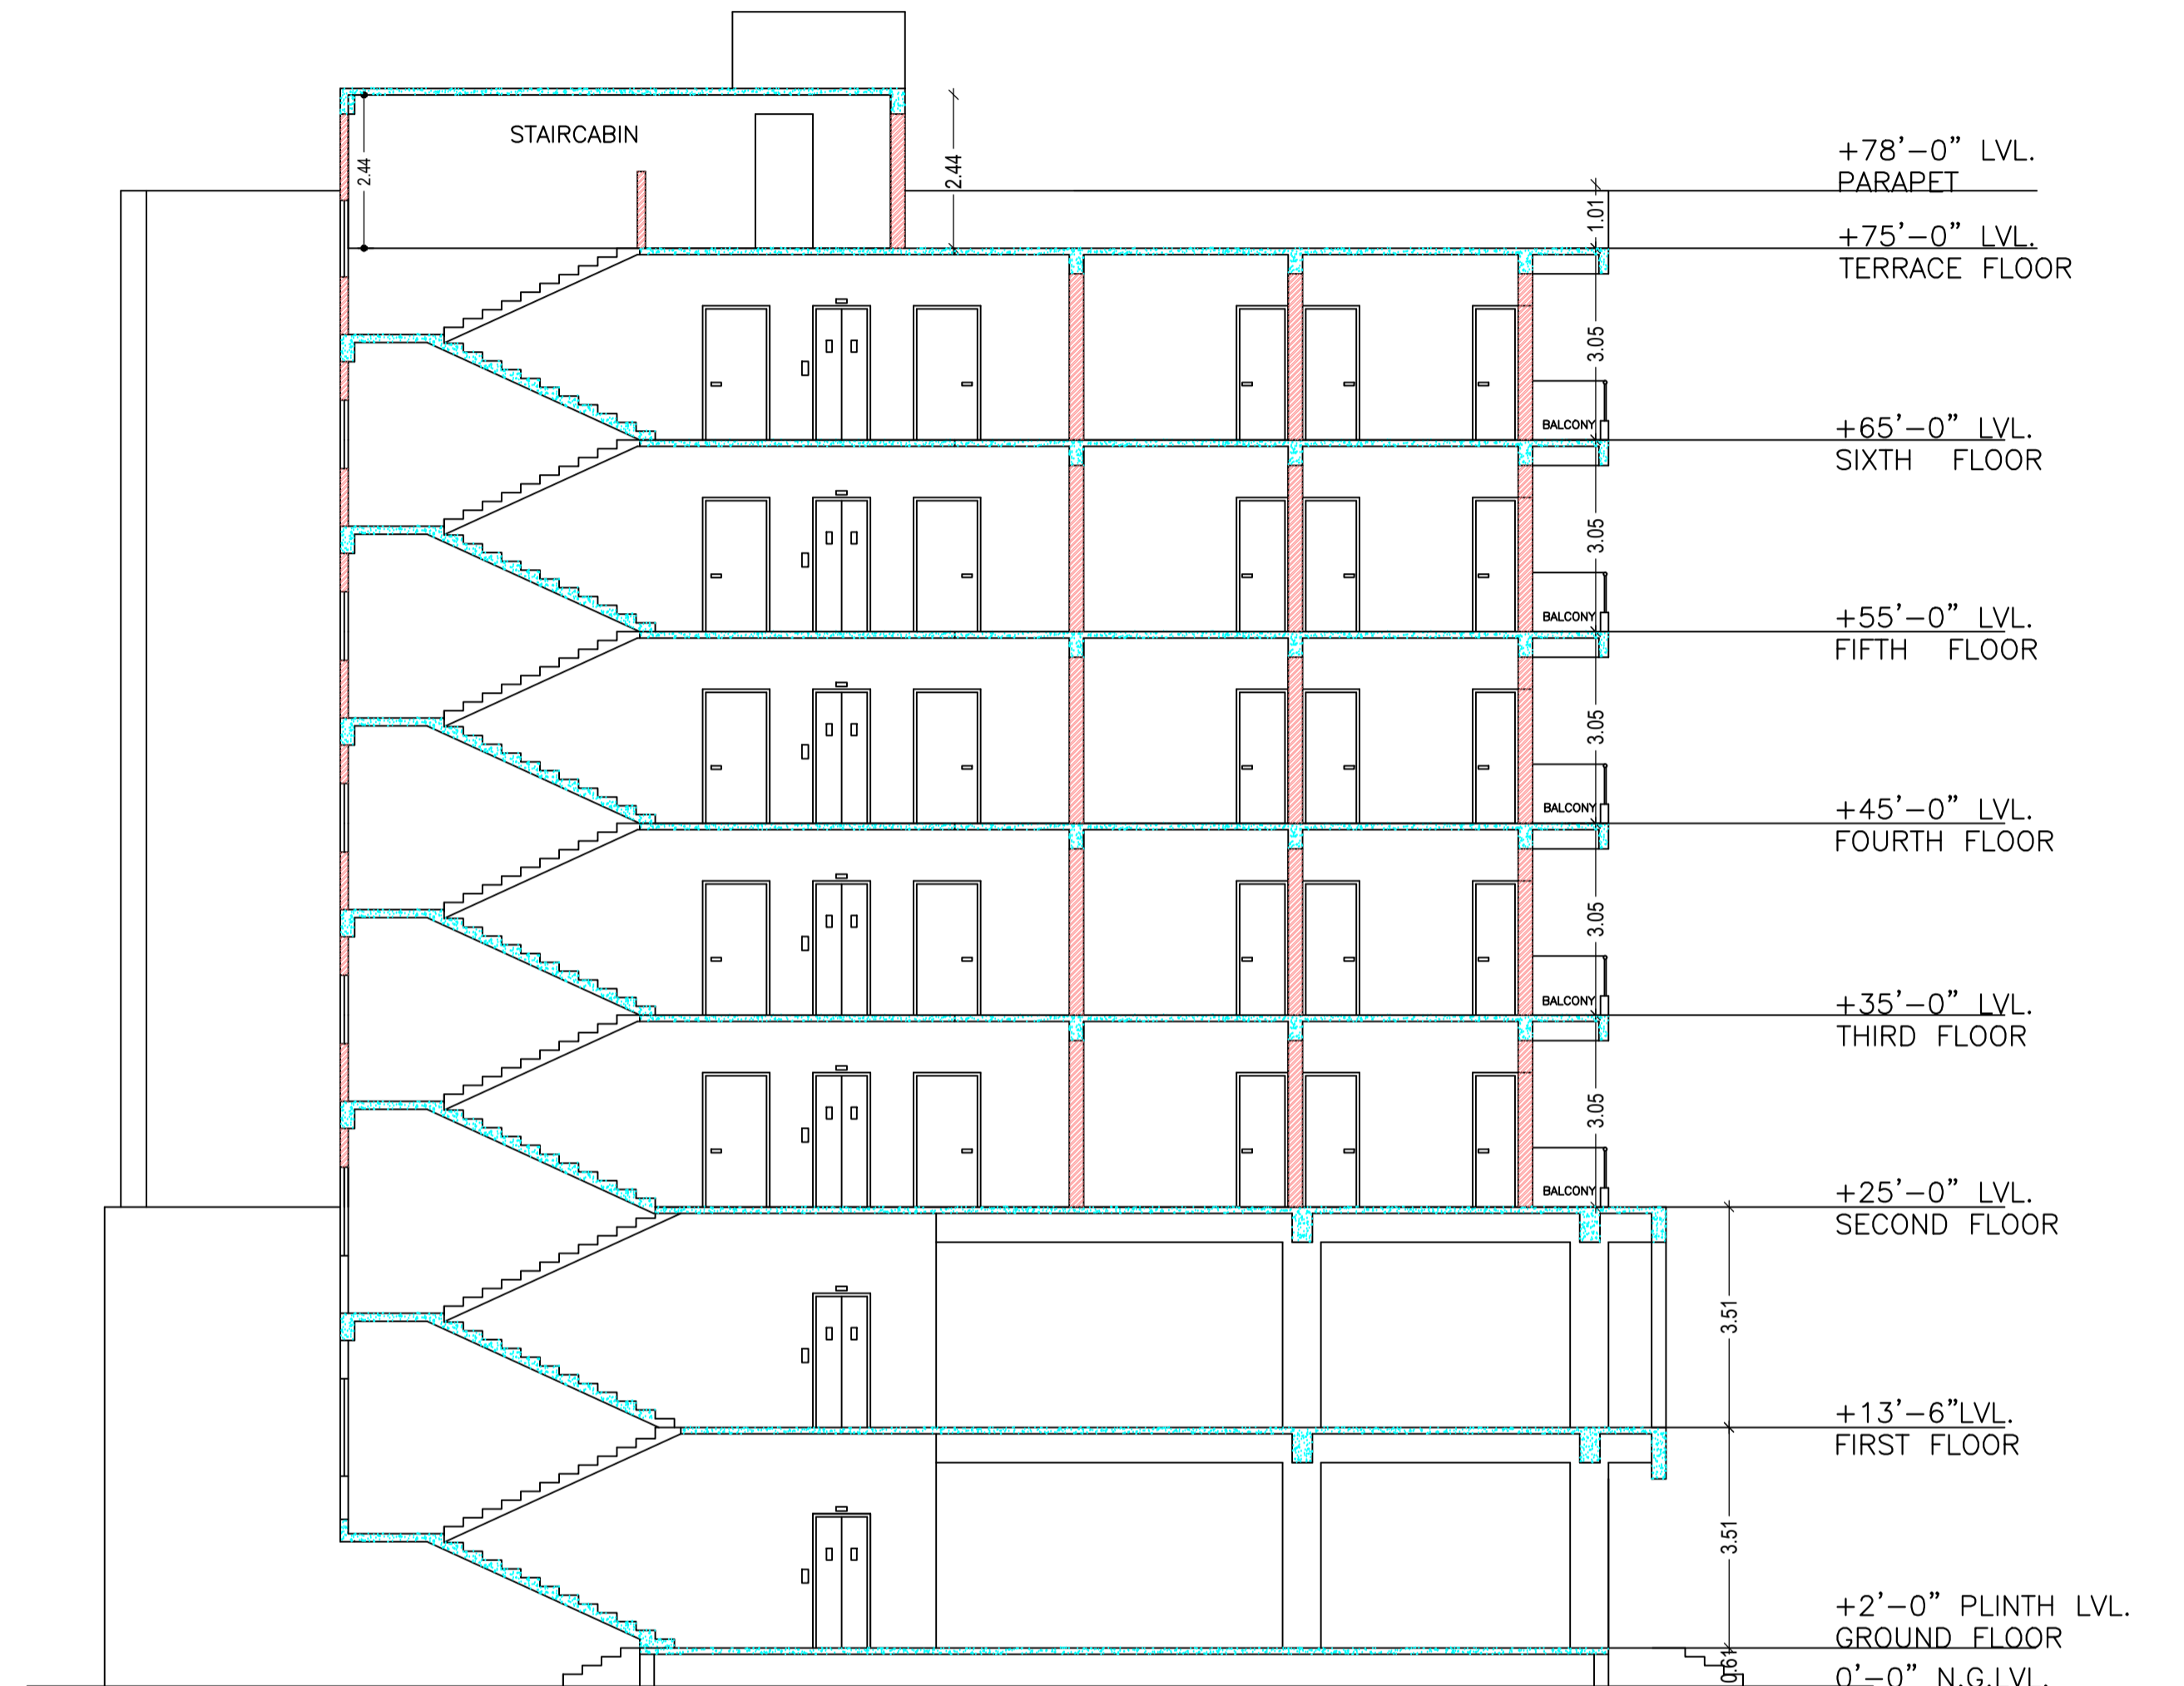 STAIRCABIN
2.44
2.44
+78'-0" LVL.
PARAPET
1.01
+75'-0" LVL.
TERRACE FLOOR
3.05
BALCONY
+65'-0" LVL.
SIXTH FLOOR
3.05
BALCONY
+55'-0" LVL.
FIFTH FLOOR
3.05
BALCONY
+45'-0" LVL.
FOURTH FLOOR
3.05
BALCONY
+35'-0" LVL.
THIRD FLOOR
3.05
BALCONY
+25'-0" LVL.
SECOND FLOOR
3.51
+13'-6"LVL.
FIRST FLOOR
3.51
+2'-0" PLINTH LVL.
GROUND FLOOR
0.61
0'-0" N.G.LVL.